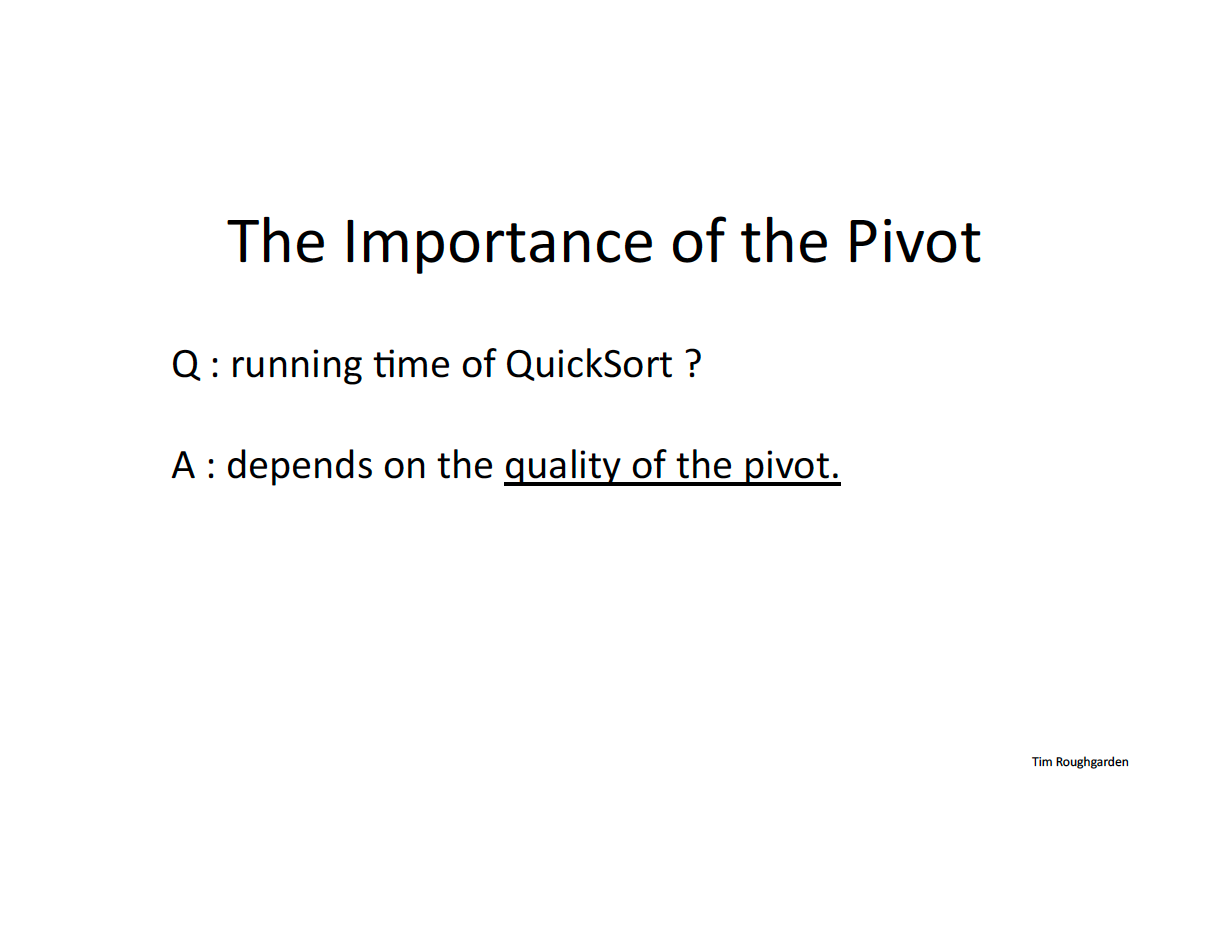 The Importance of the Pivot
Q : running time of QuickSort ?
A : depends on the quality of the pivot.
Tim Roughgarden